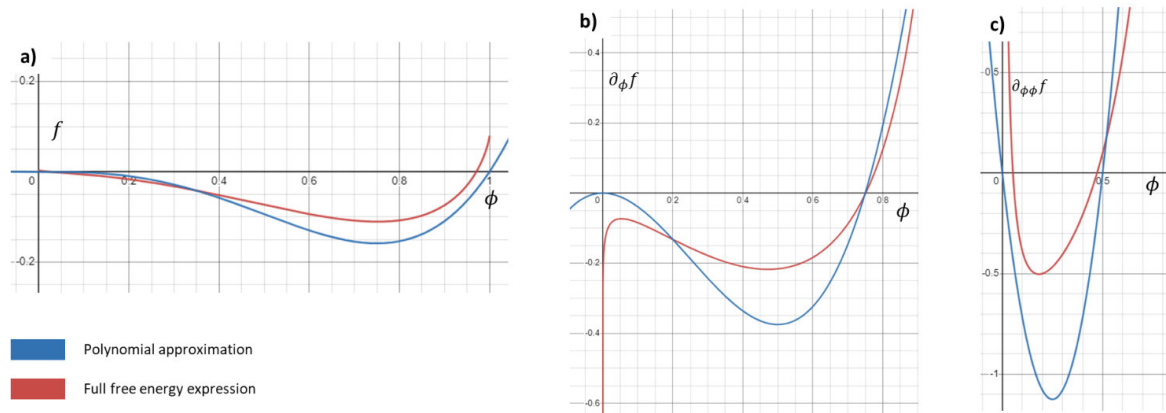 a)
0.2
f
0
0.2
0.4
0.6
0.8
1
ϕ
-0.2
Polynomial approximation
Full free energy expression
b)
0.4
∂ϕf
0.2
0
0.2
0.4
0.6
0.8
ϕ
-0.2
-0.4
-0.6
c)
0.5
∂ϕϕf
0
0.5
ϕ
-0.5
-1